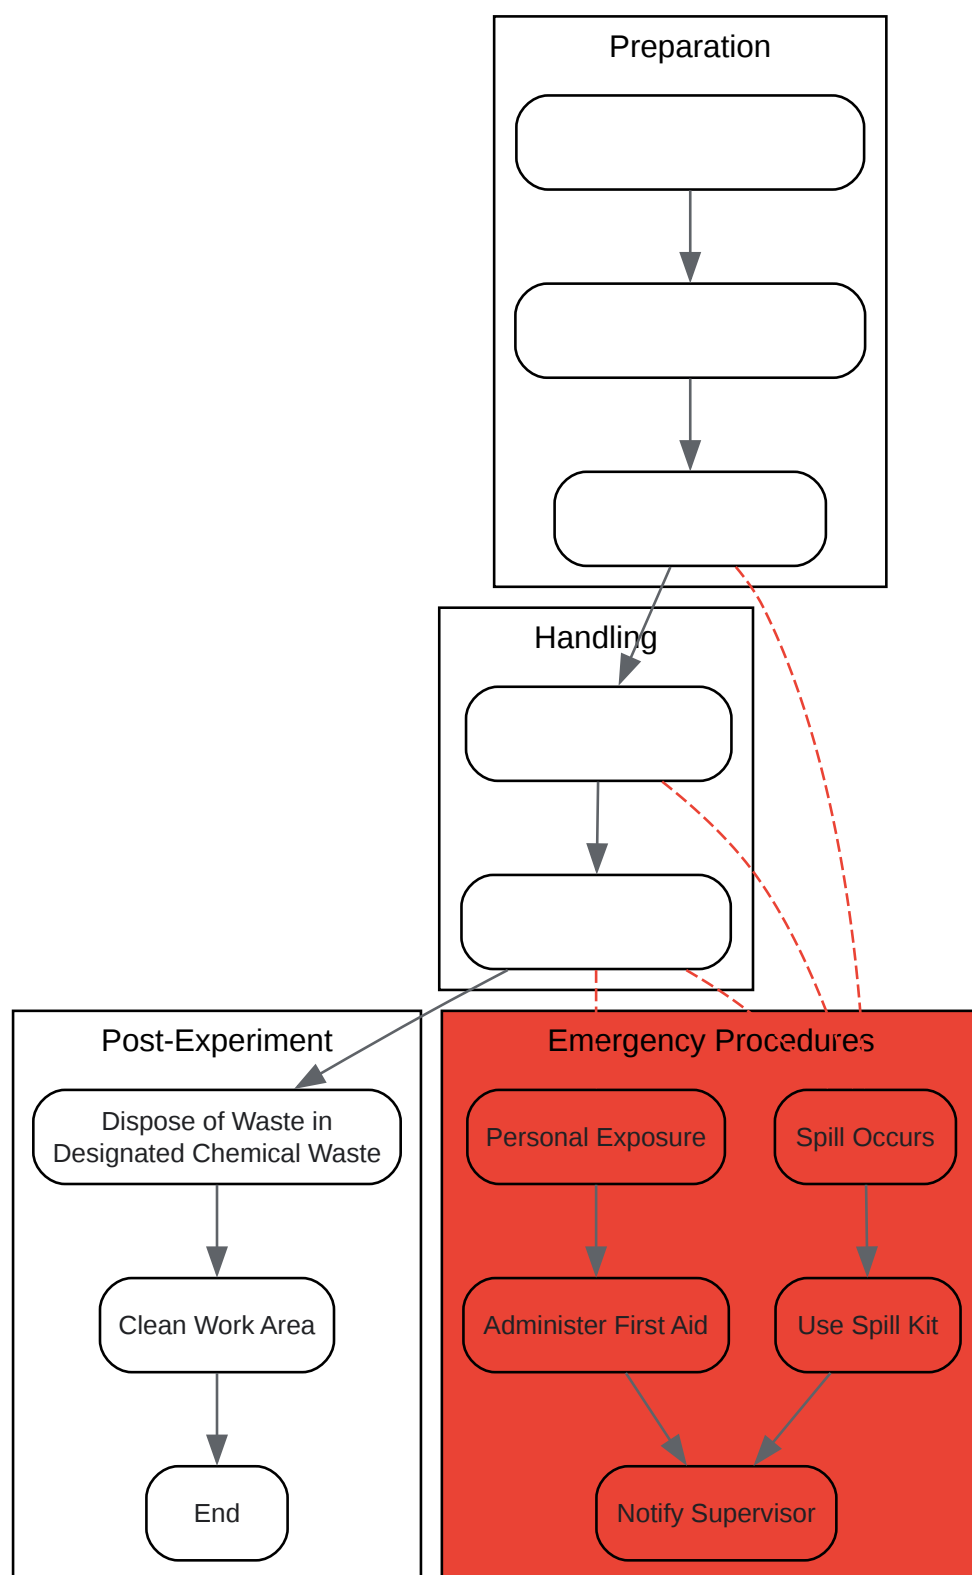 Preparation
Handling
Post-Experiment
Dispose of Waste in
Designated Chemical Waste
Clean Work Area
End
Emergency Procedures
Personal Exposure
Spill Occurs
Administer First Aid
Use Spill Kit
Notify Supervisor